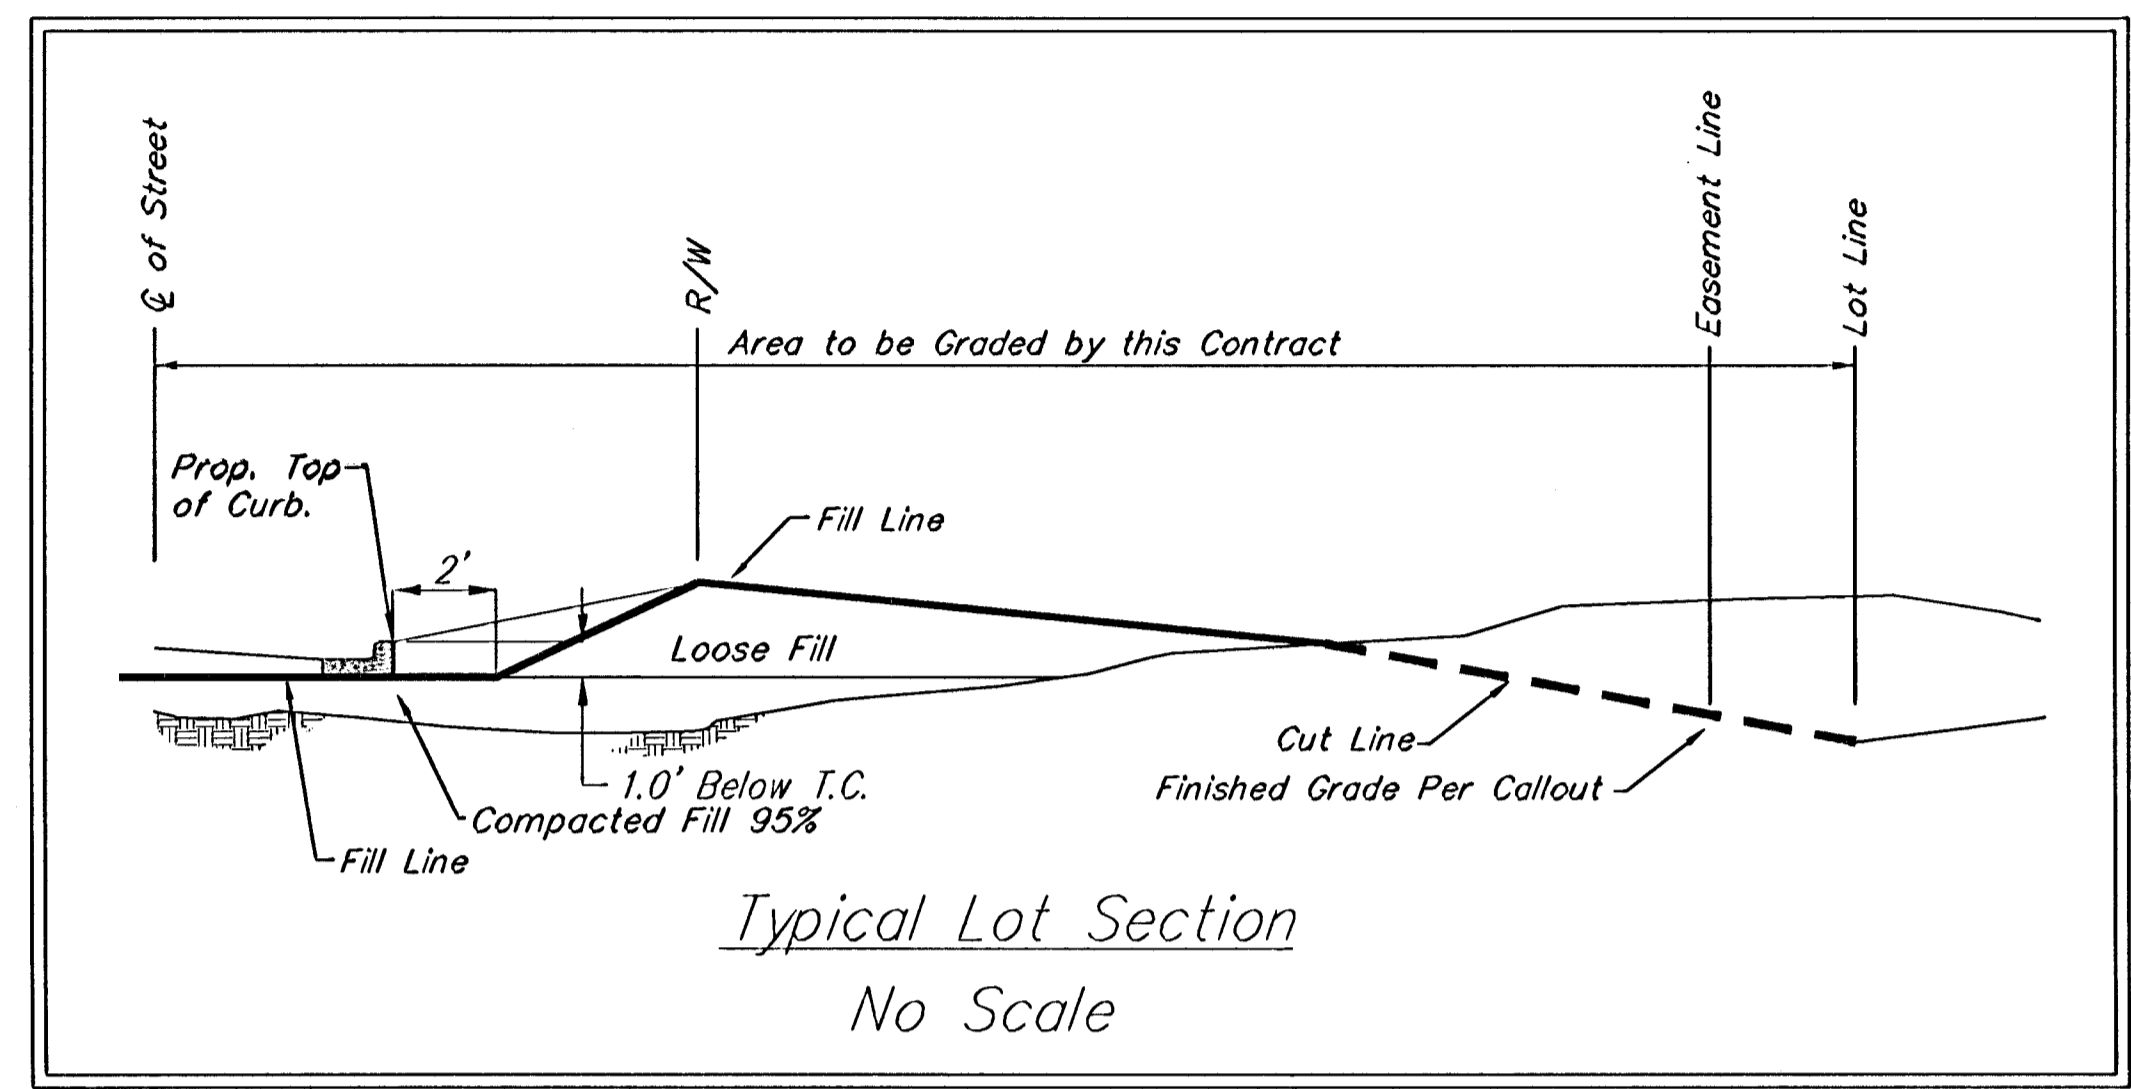 ℄ of Street
R/W
Easement Line
Lot Line
Area to be Graded by this Contract
Prop. Top
of Curb.
2'
Fill Line
Loose Fill
Cut Line
Finished Grade Per Callout
1.0' Below T.C.
Compacted Fill 95%
Fill Line
Typical Lot Section
No Scale